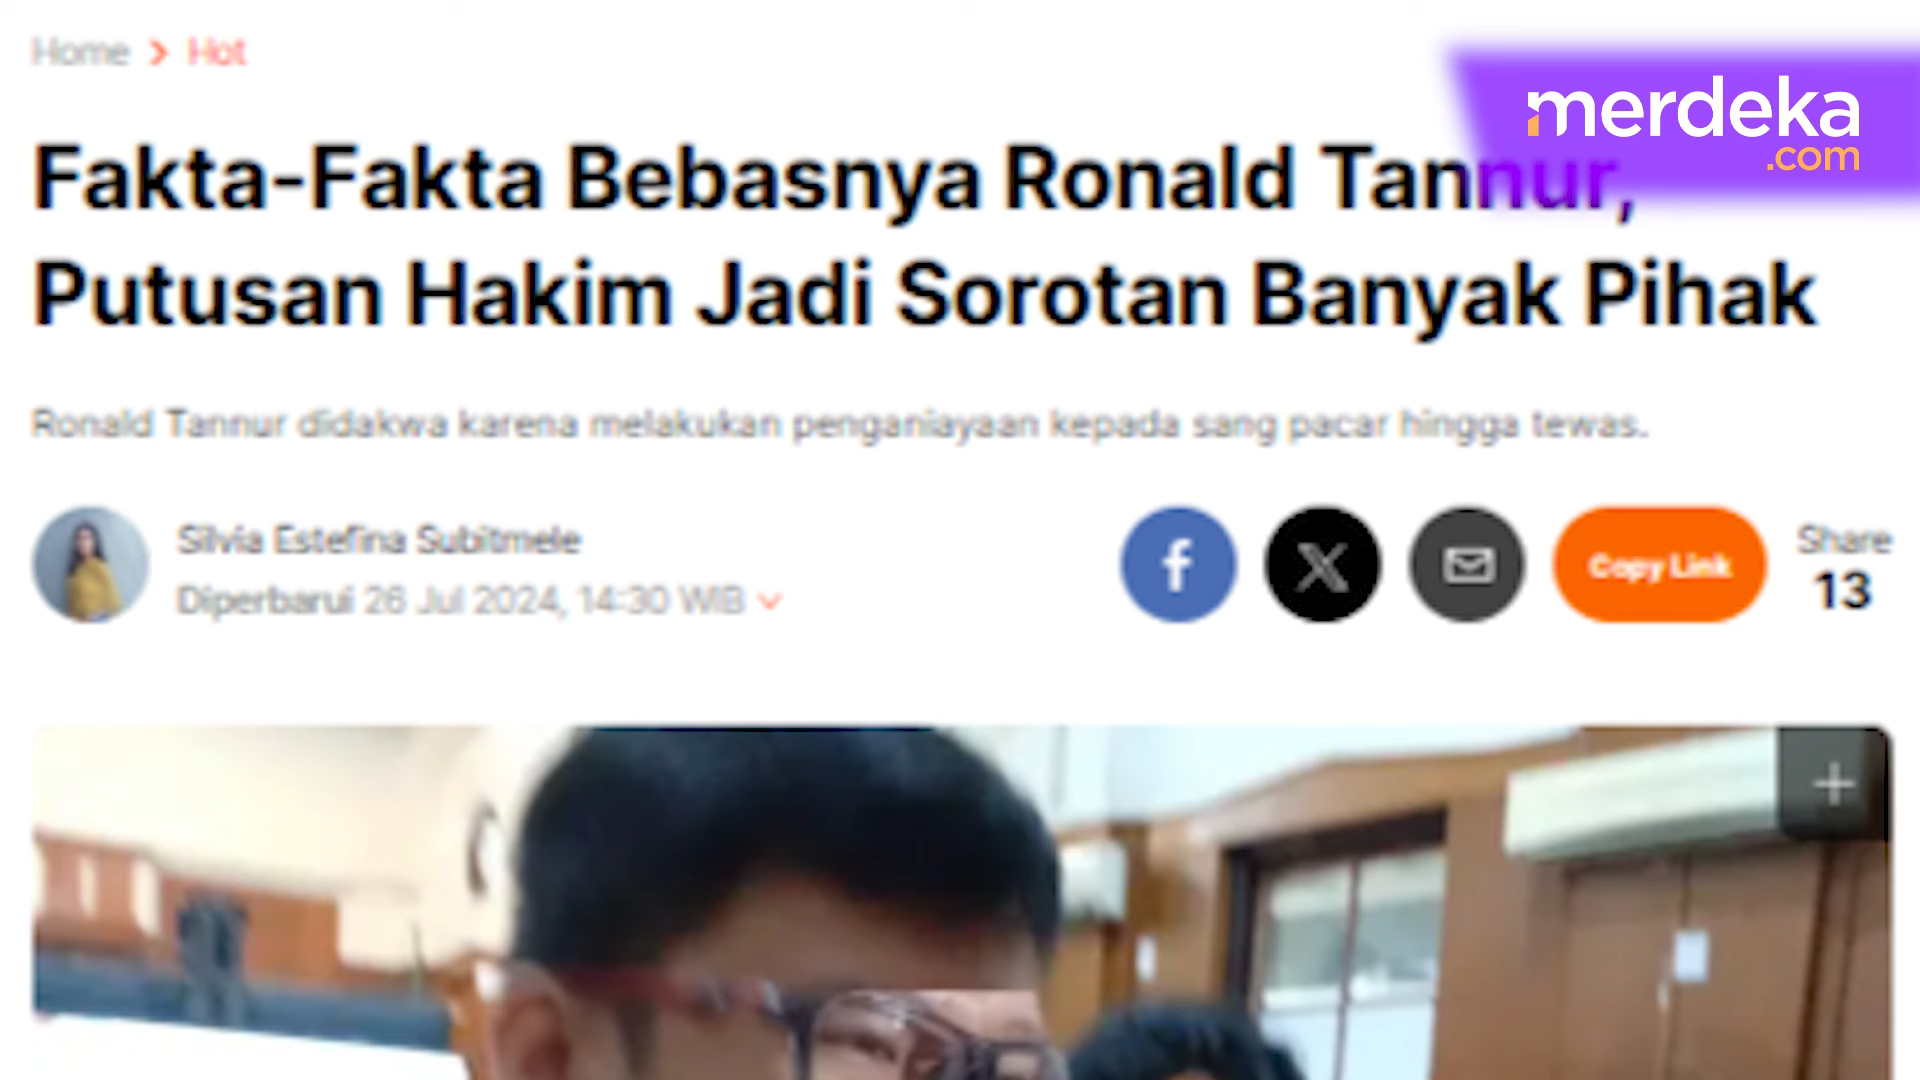 Home > Hot
merdeka
.com
Fakta-Fakta Bebasnya Ronald Tannur,
Putusan Hakim Jadi Sorotan Banyak Pihak
Ronald Tannur didakwa karena melakukan penganiayaan kepada sang pacar hingga tewas.
Silvia Estefina Subitmele
Diperbarui 26 Jul 2024, 14:30 WIB
Copy Link
Share
13